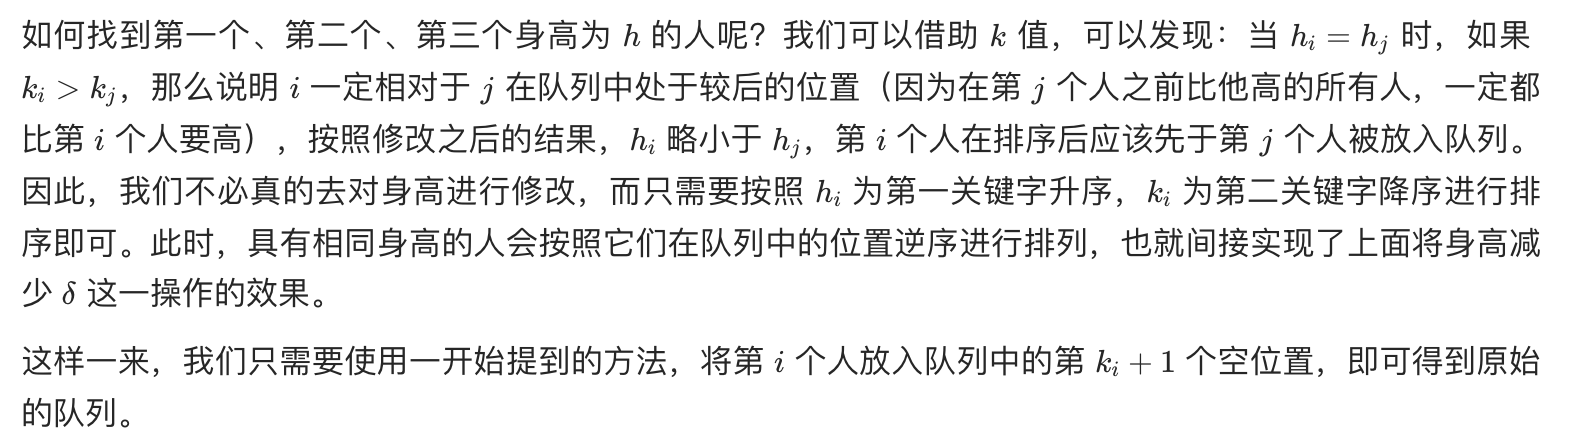 如何找到第一个、第二个、第三个身高为 h 的人呢？我们可以借助 k 值，可以发现：当 hᵢ = hⱼ 时，如果
kᵢ > kⱼ，那么说明 i 一定相对于 j 在队列中处于较后的位置（因为在第 j 个人之前比他高的所有人，一定都
比第 i 个人要高），按照修改之后的结果，hᵢ 略小于 hⱼ，第 i 个人在排序后应该先于第 j 个人被放入队列。
因此，我们不必真的去对身高进行修改，而只需要按照 hᵢ 为第一关键字升序，kᵢ 为第二关键字降序进行排
序即可。此时，具有相同身高的人会按照它们在队列中的位置逆序进行排列，也就间接实现了上面将身高减
少 δ 这一操作的效果。
这样一来，我们只需要使用一开始提到的方法，将第 i 个人放入队列中的第 kᵢ + 1 个空位置，即可得到原始
的队列。